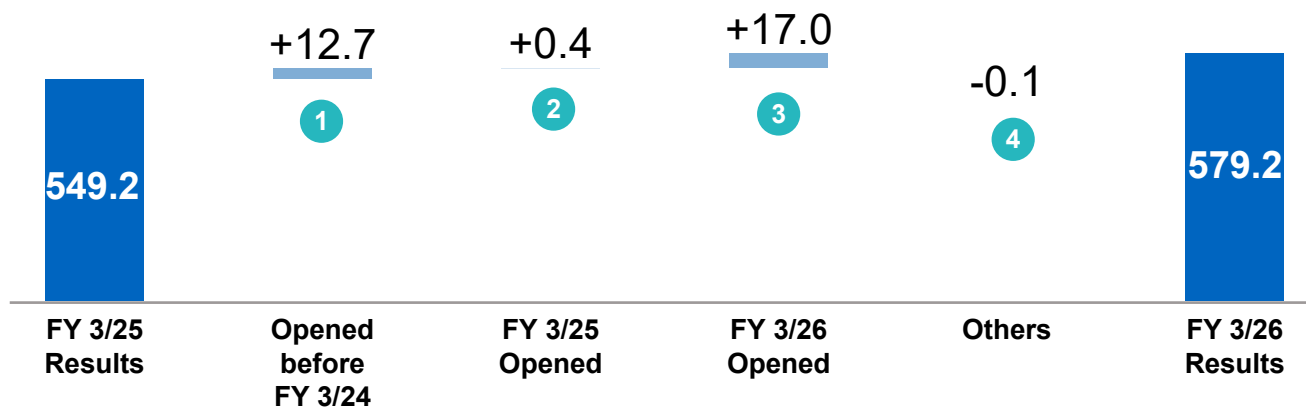 +12.7
+0.4
+17.0
-0.1
1
2
3
4
549.2
579.2
FY 3/25
Results
Opened
before
FY 3/24
FY 3/25
Opened
FY 3/26
Opened
Others
FY 3/26
Results